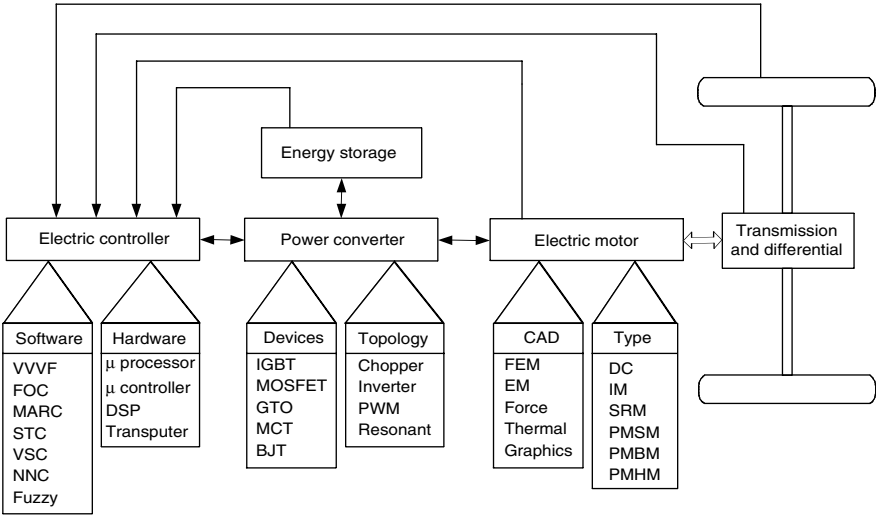 Energy storage
Electric controller
Power converter
Electric motor
Transmission
and differential
Software
VVVF
FOC
MARC
STC
VSC
NNC
Fuzzy
Hardware
μ processor
μ controller
DSP
Transputer
Devices
IGBT
MOSFET
GTO
MCT
BJT
Topology
Chopper
Inverter
PWM
Resonant
CAD
FEM
EM
Force
Thermal
Graphics
Type
DC
IM
SRM
PMSM
PMBM
PMHM